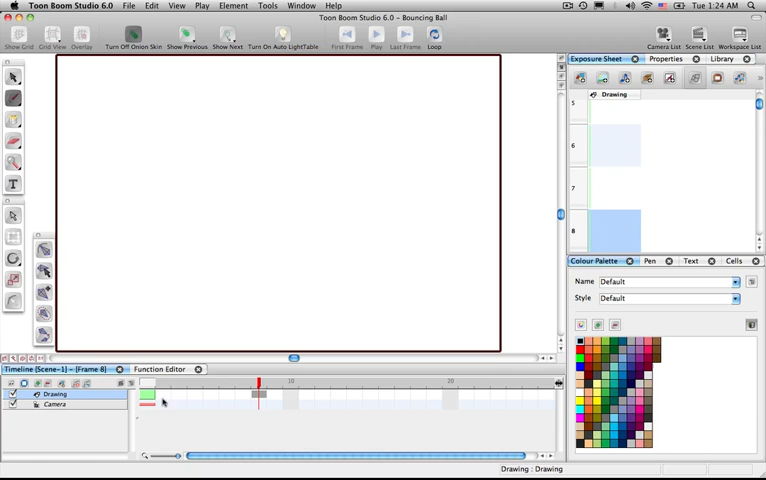 Toon Boom Studio 6.0 File Edit View Play Element Tools Window Help Tue 1:24 AM
Toon Boom Studio 6.0 – Bouncing Ball
Show Grid Grid View Overlay Turn Off Onion Skin Show Previous Show Next Turn On Auto LightTable First Frame Play Last Frame Loop Camera List Scene List Workspace List
Exposure Sheet Properties Library
Drawing
5
6
7
8
T
Colour Palette Pen Text Cells
Name Default
Style Default
Timeline [Scene-1] – [Frame 8] Function Editor
10 20
Drawing
Camera
Drawing : Drawing